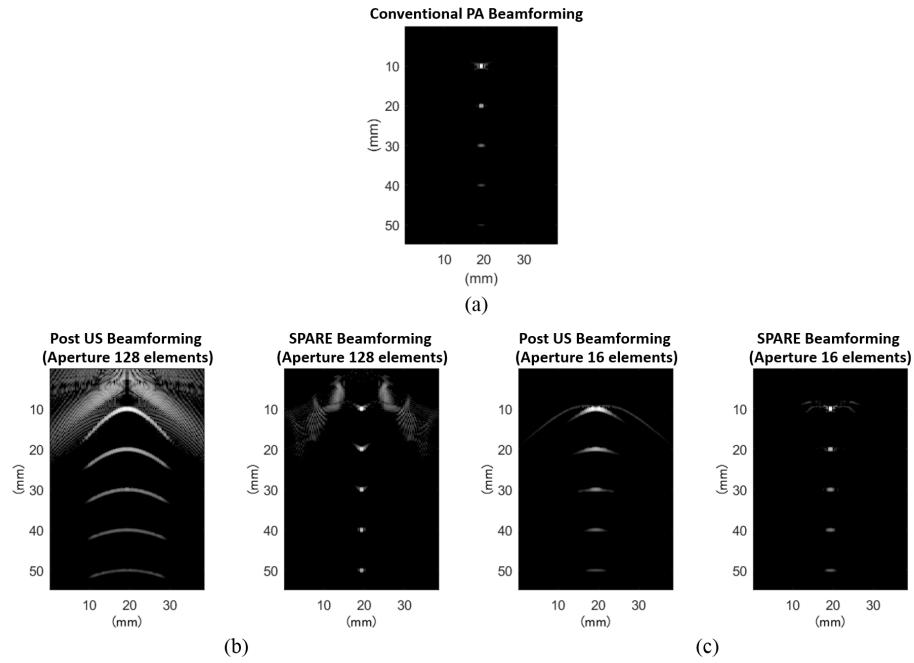 Conventional PA Beamforming
10
20
30
40
50
(mm)
10 20 30
(mm)
(a)
Post US Beamforming
(Aperture 128 elements)
10
20
30
40
50
(mm)
10 20 30
(mm)
SPARE Beamforming
(Aperture 128 elements)
10
20
30
40
50
(mm)
10 20 30
(mm)
(b)
Post US Beamforming
(Aperture 16 elements)
10
20
30
40
50
(mm)
10 20 30
(mm)
SPARE Beamforming
(Aperture 16 elements)
10
20
30
40
50
(mm)
10 20 30
(mm)
(c)